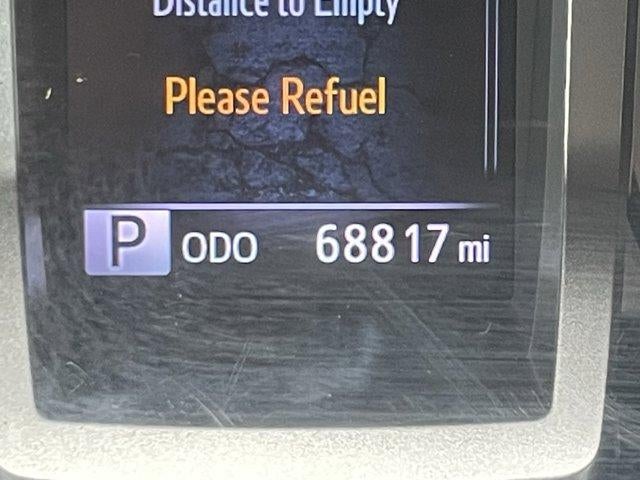 Distance to Empty
Please Refuel
P ODO 68817 mi